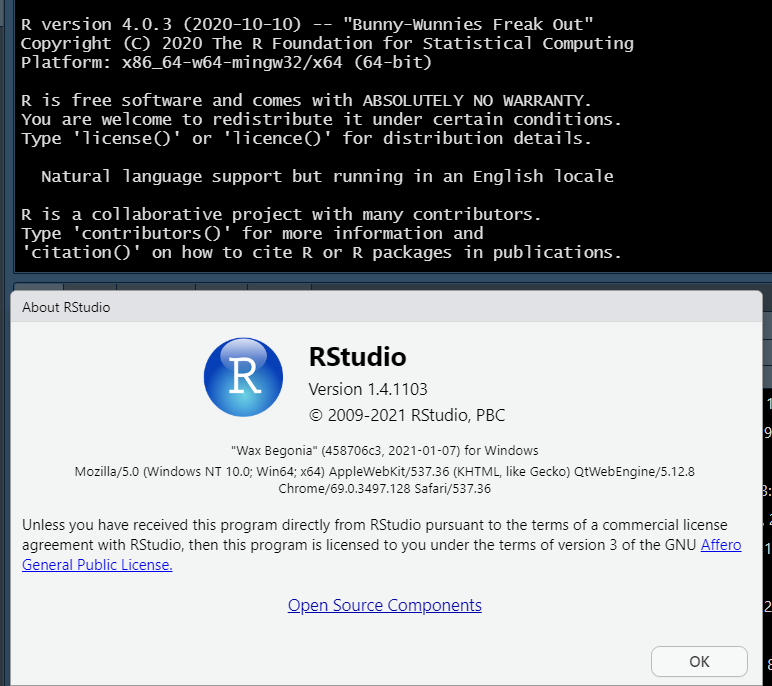 R version 4.0.3 (2020-10-10) -- "Bunny-Wunnies Freak Out"
Copyright (C) 2020 The R Foundation for Statistical Computing
Platform: x86_64-w64-mingw32/x64 (64-bit)
R is free software and comes with ABSOLUTELY NO WARRANTY.
You are welcome to redistribute it under certain conditions.
Type 'license()' or 'licence()' for distribution details.
Natural language support but running in an English locale
R is a collaborative project with many contributors.
Type 'contributors()' for more information and
'citation()' on how to cite R or R packages in publications.
About RStudio
R
RStudio
Version 1.4.1103
© 2009-2021 RStudio, PBC
"Wax Begonia" (458706c3, 2021-01-07) for Windows
Mozilla/5.0 (Windows NT 10.0; Win64; x64) AppleWebKit/537.36 (KHTML, like Gecko) QtWebEngine/5.12.8
Chrome/69.0.3497.128 Safari/537.36
Unless you have received this program directly from RStudio pursuant to the terms of a commercial license
agreement with RStudio, then this program is licensed to you under the terms of version 3 of the GNU Affero
General Public License.
Open Source Components
OK